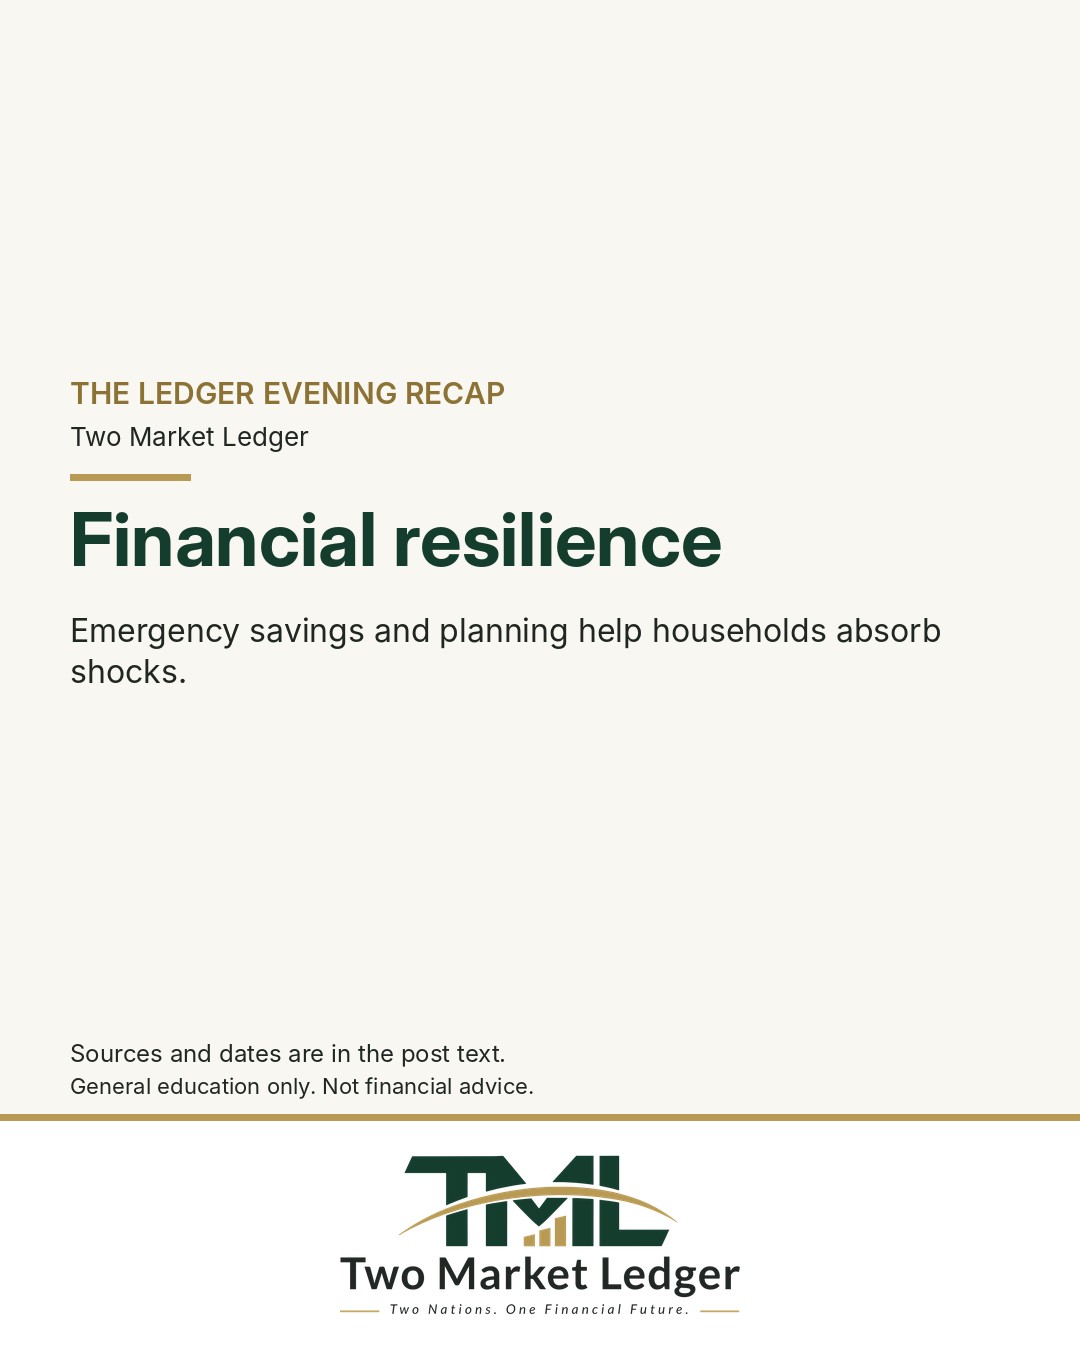 THE LEDGER EVENING RECAP
Two Market Ledger
Financial resilience
Emergency savings and planning help households absorb
shocks.
Sources and dates are in the post text.
General education only. Not financial advice.
TML
Two Market Ledger
Two Nations. One Financial Future.